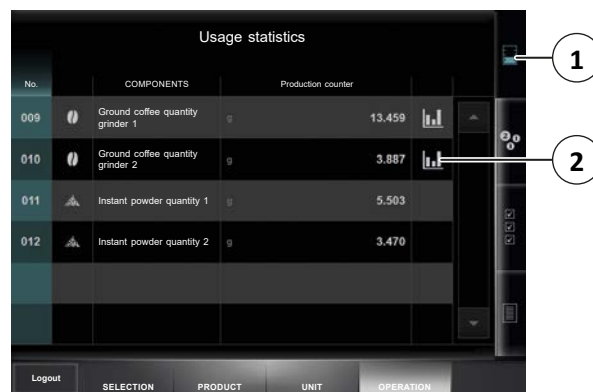 Usage statistics
1
No. COMPONENTS Production counter
009 Ground coffee quantity grinder 1 g 13.459
010 Ground coffee quantity grinder 2 g 3.887
2
011 Instant powder quantity 1 g 5.503
012 Instant powder quantity 2 g 3.470
Logout SELECTION PRODUCT UNIT OPERATION